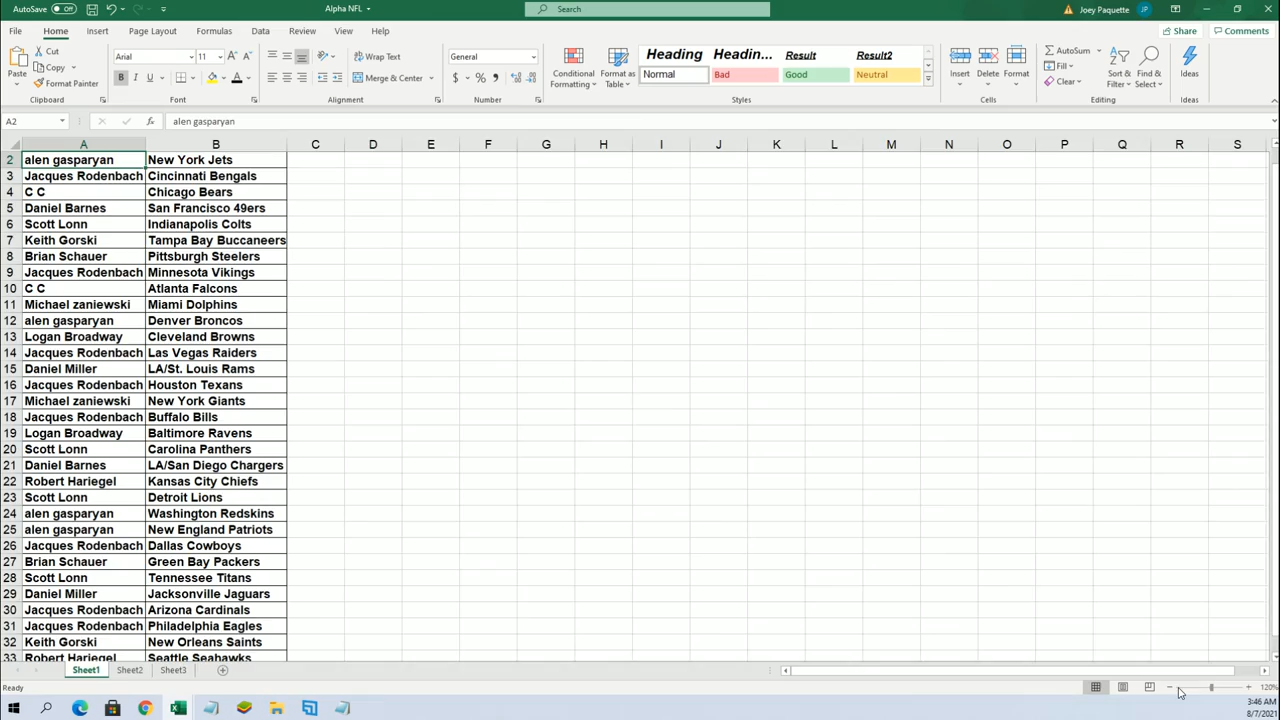 AutoSave Off Alpha NFL Search Joey Paquette JP
File Home Insert Page Layout Formulas Data Review View Help Share Comments
Paste Cut Copy Format Painter Clipboard
Arial 11 A A B I U A Font
Wrap Text Merge & Center Alignment
General $ % , Number
Conditional Formatting Format as Table
Heading Headin... Result Result2
Normal Bad Good Neutral
Styles
Insert Delete Format Cells
AutoSum Fill Clear Sort & Filter Find & Select Editing
Ideas Ideas
A2 fx alen gasparyan
A B C D E F G H I J K L M N O P Q R S
2 alen gasparyan New York Jets
3 Jacques Rodenbach Cincinnati Bengals
4 C C Chicago Bears
5 Daniel Barnes San Francisco 49ers
6 Scott Lonn Indianapolis Colts
7 Keith Gorski Tampa Bay Buccaneers
8 Brian Schauer Pittsburgh Steelers
9 Jacques Rodenbach Minnesota Vikings
10 C C Atlanta Falcons
11 Michael zaniewski Miami Dolphins
12 alen gasparyan Denver Broncos
13 Logan Broadway Cleveland Browns
14 Jacques Rodenbach Las Vegas Raiders
15 Daniel Miller LA/St. Louis Rams
16 Jacques Rodenbach Houston Texans
17 Michael zaniewski New York Giants
18 Jacques Rodenbach Buffalo Bills
19 Logan Broadway Baltimore Ravens
20 Scott Lonn Carolina Panthers
21 Daniel Barnes LA/San Diego Chargers
22 Robert Hariegel Kansas City Chiefs
23 Scott Lonn Detroit Lions
24 alen gasparyan Washington Redskins
25 alen gasparyan New England Patriots
26 Jacques Rodenbach Dallas Cowboys
27 Brian Schauer Green Bay Packers
28 Scott Lonn Tennessee Titans
29 Daniel Miller Jacksonville Jaguars
30 Jacques Rodenbach Arizona Cardinals
31 Jacques Rodenbach Philadelphia Eagles
32 Keith Gorski New Orleans Saints
33 Robert Hariegel Seattle Seahawks
Sheet1 Sheet2 Sheet3
Ready 120%
3:46 AM
8/7/2021